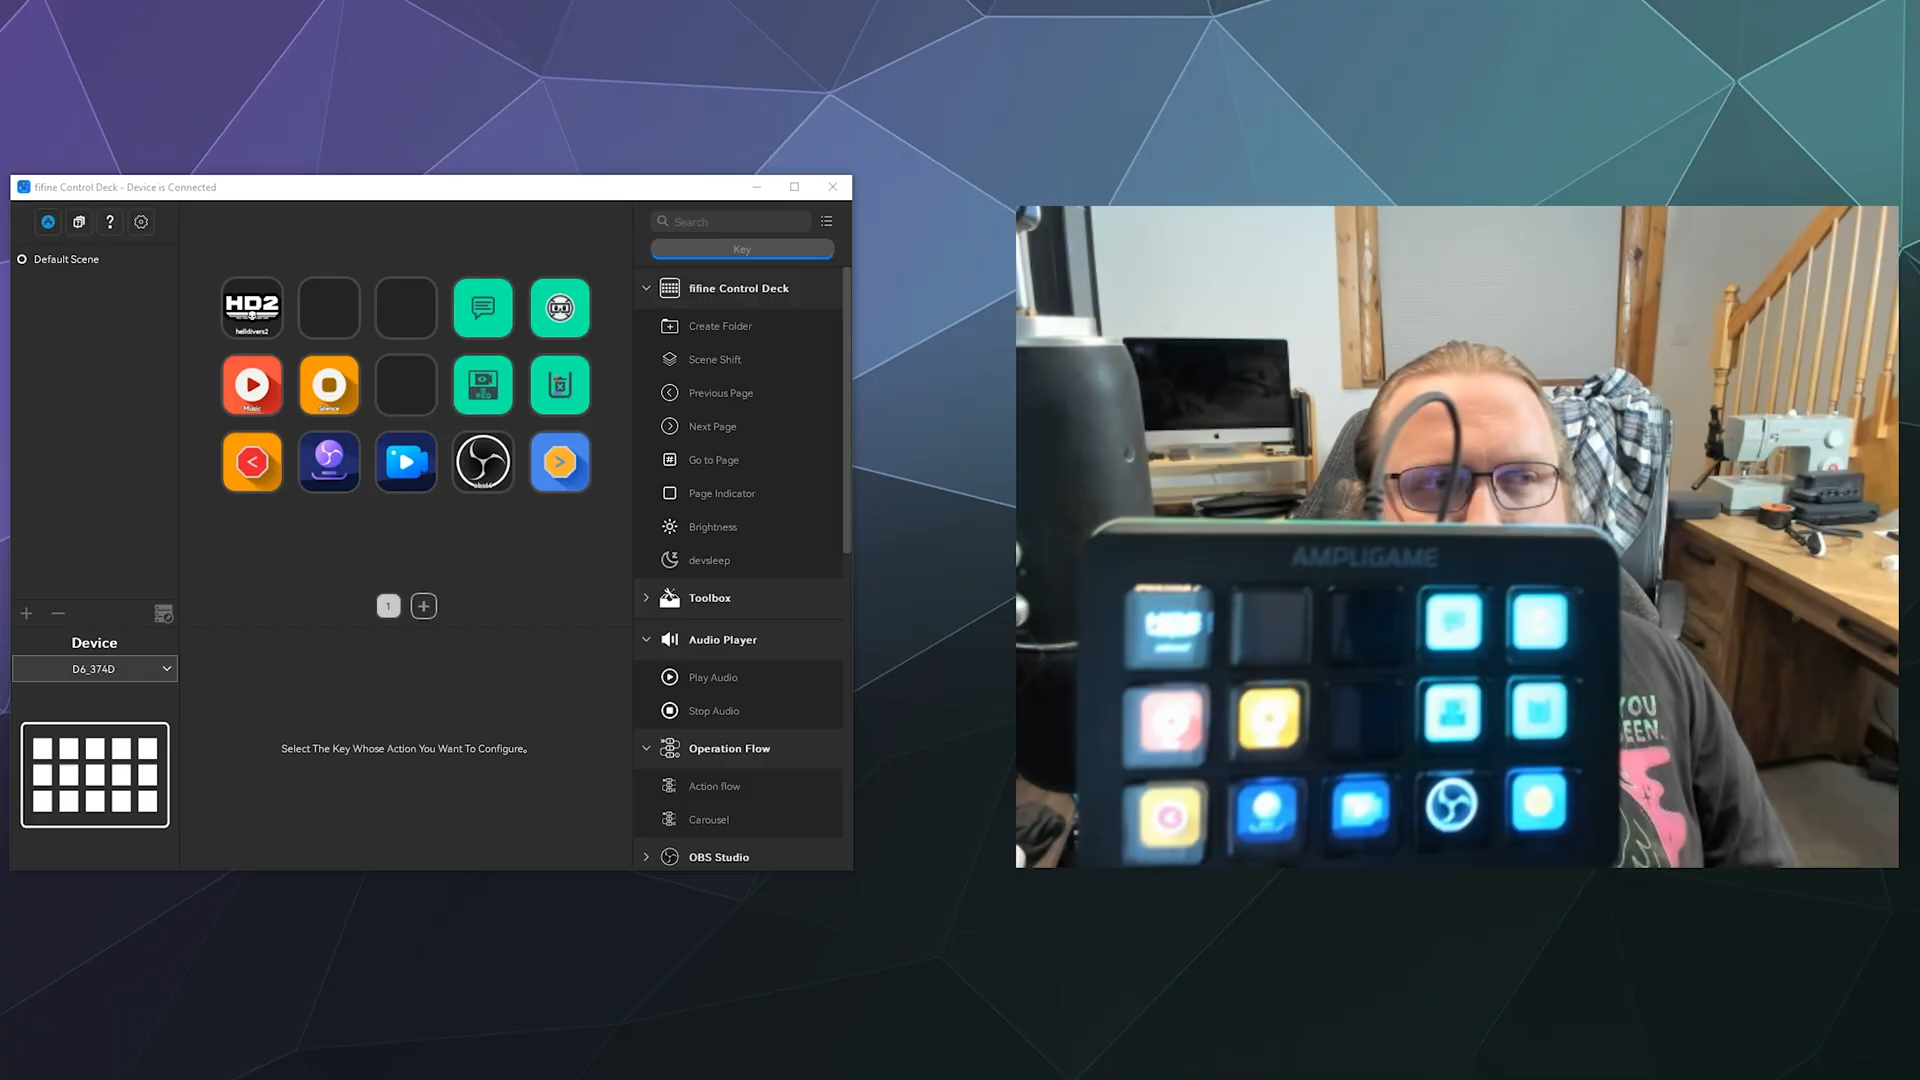 fifine Control Deck - Device is Connected
?
Default Scene
HD2
helldivers2
Music
Silence
REC
obs64
1
Device
D6_374D
Select The Key Whose Action You Want To Configure。
Search
Key
fifine Control Deck
Create Folder
Scene Shift
Previous Page
Next Page
Go to Page
Page Indicator
Brightness
devsleep
Toolbox
Audio Player
Play Audio
Stop Audio
Operation Flow
Action flow
Carousel
OBS Studio
AMPLIGAME
YOU